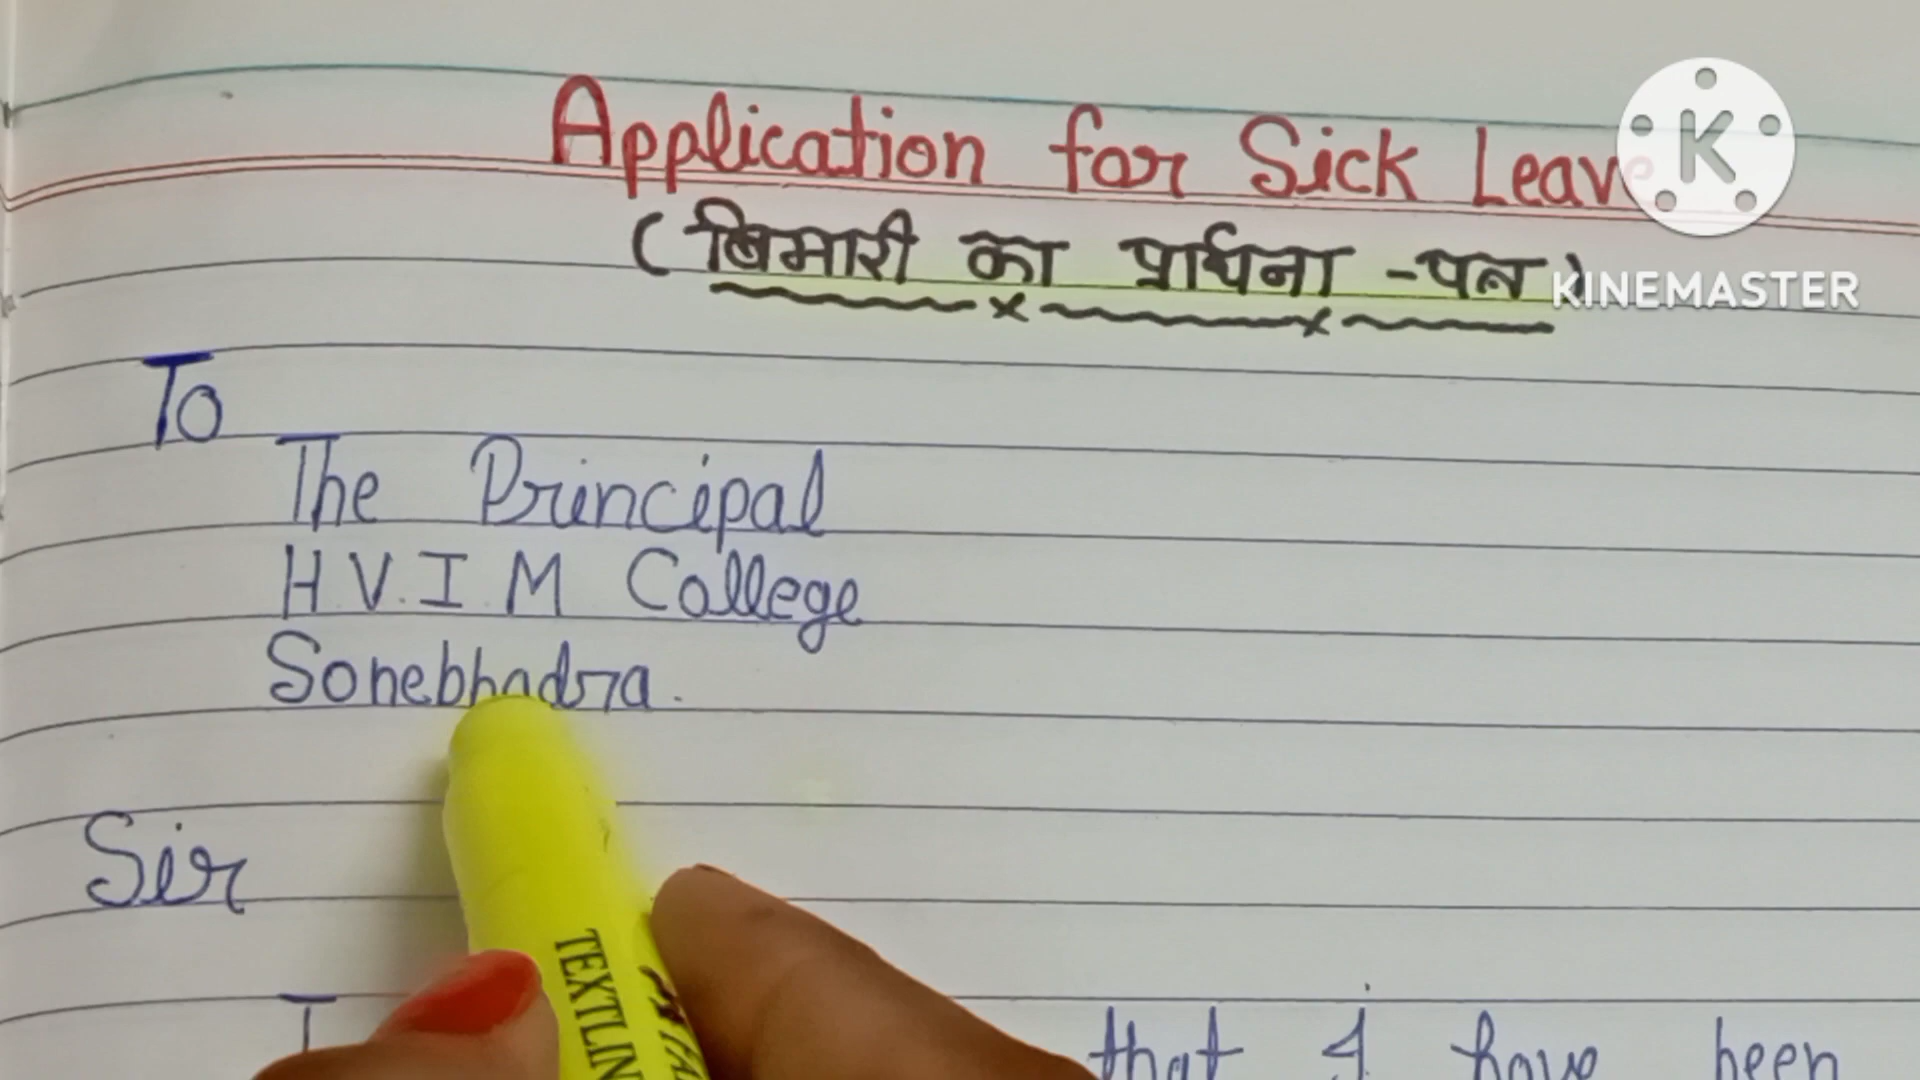 Application for Sick Leave
(बिमारी का प्रार्थना -पत्र)
K
KINEMASTER
To
The Principal
H.V.I.M College
Sonebhadra.
Sir
I that I have been
TEXTLIN